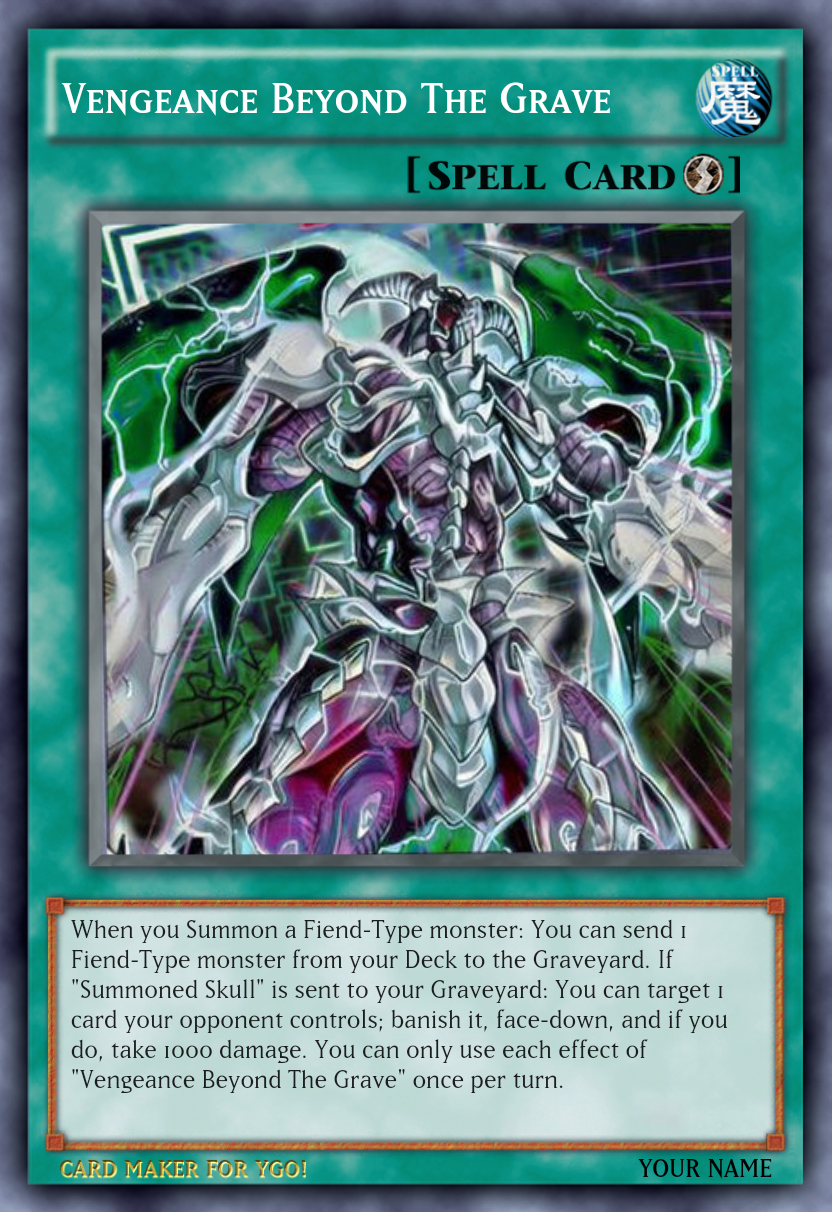 Vengeance Beyond The Grave
SPELL
魔
[Spell Card]
When you Summon a Fiend-Type monster: You can send 1
Fiend-Type monster from your Deck to the Graveyard. If
"Summoned Skull" is sent to your Graveyard: You can target 1
card your opponent controls; banish it, face-down, and if you
do, take 1000 damage. You can only use each effect of
"Vengeance Beyond The Grave" once per turn.
CARD MAKER FOR YGO!
YOUR NAME